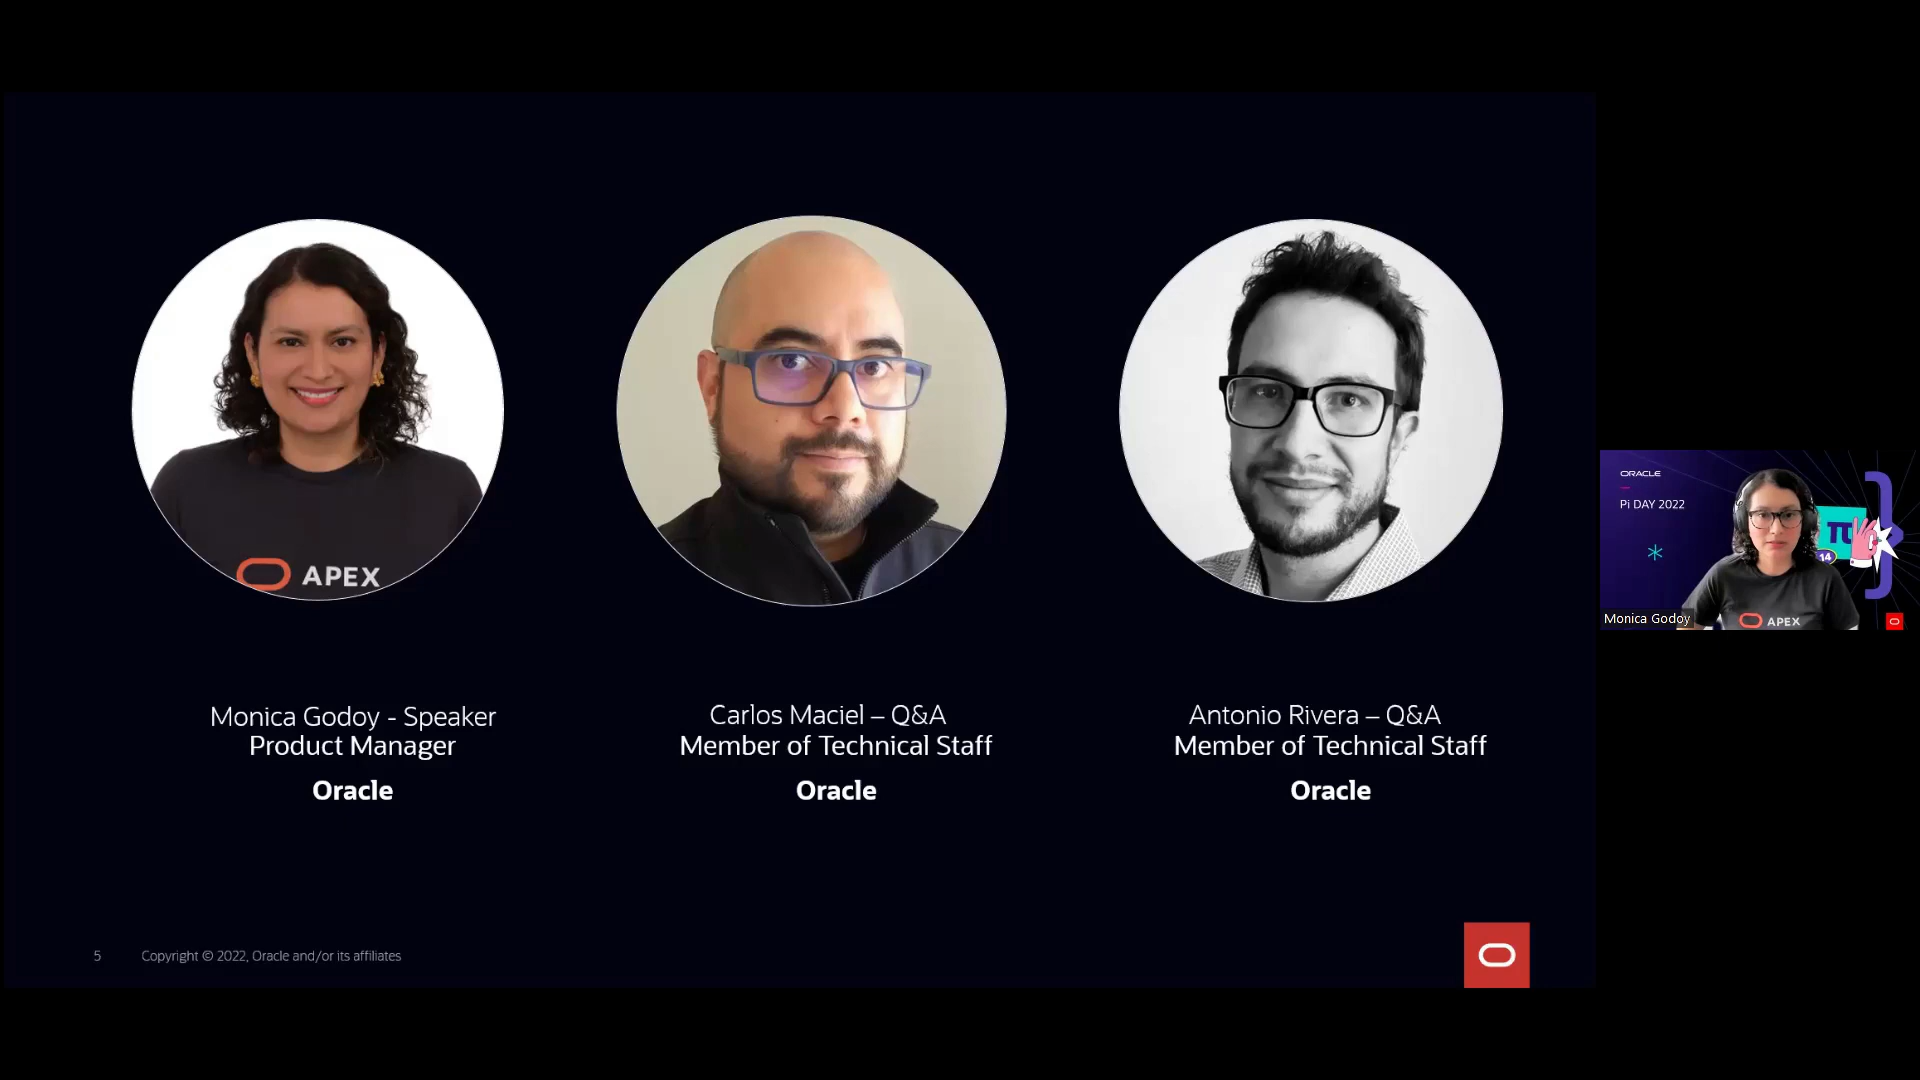 APEX
Monica Godoy - Speaker
Product Manager
Oracle
Carlos Maciel – Q&A
Member of Technical Staff
Oracle
Antonio Rivera – Q&A
Member of Technical Staff
Oracle
5 Copyright © 2022, Oracle and/or its affiliates
ORACLE
Pi DAY 2022
π
14
APEX
Monica Godoy